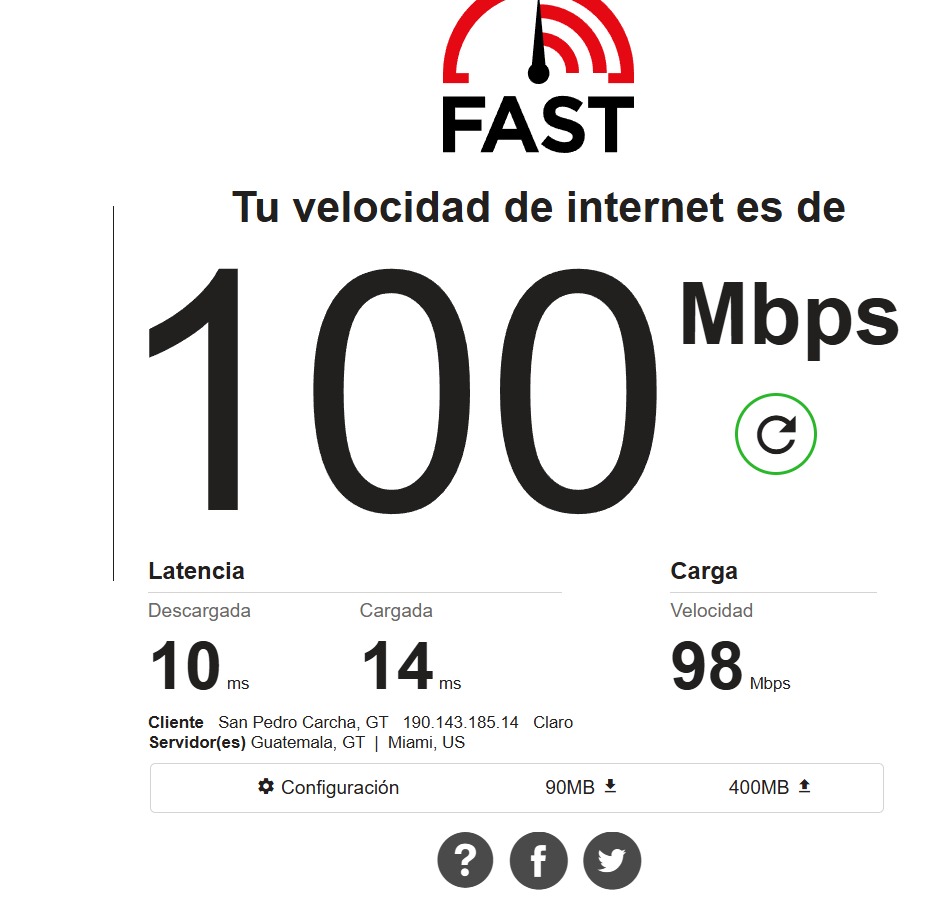 FAST
Tu velocidad de internet es de
100 Mbps
Latencia
Carga
Descargada
Cargada
Velocidad
10 ms
14 ms
98 Mbps
Cliente San Pedro Carcha, GT 190.143.185.14 Claro
Servidor(es) Guatemala, GT | Miami, US
Configuración 90MB 400MB